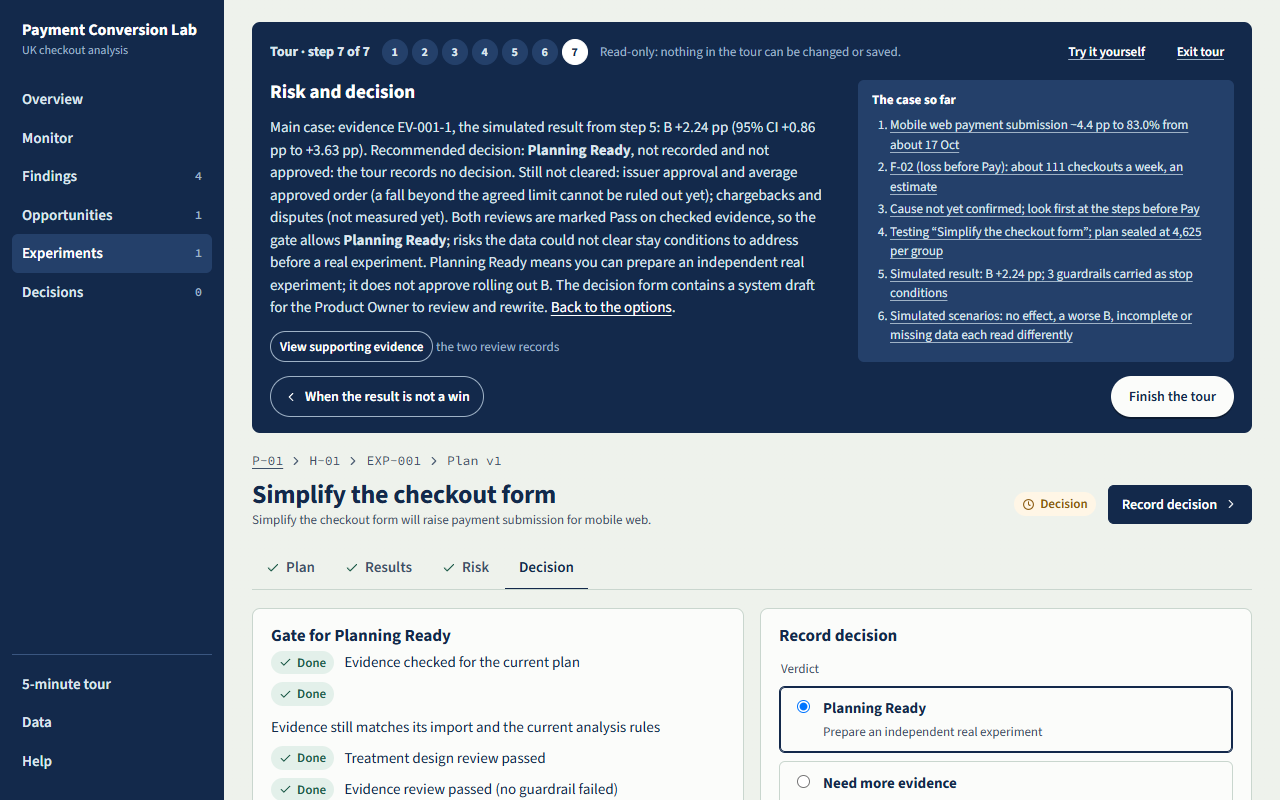 Payment Conversion Lab
UK checkout analysis
Overview
Monitor
Findings 4
Opportunities 1
Experiments 1
Decisions 0
5-minute tour
Data
Help
Tour · step 7 of 7 1 2 3 4 5 6 7 Read-only: nothing in the tour can be changed or saved. Try it yourself Exit tour
Risk and decision
Main case: evidence EV-001-1, the simulated result from step 5: B +2.24 pp (95% CI +0.86
pp to +3.63 pp). Recommended decision: Planning Ready, not recorded and not
approved: the tour records no decision. Still not cleared: issuer approval and average
approved order (a fall beyond the agreed limit cannot be ruled out yet); chargebacks and
disputes (not measured yet). Both reviews are marked Pass on checked evidence, so the
gate allows Planning Ready; risks the data could not clear stay conditions to address
before a real experiment. Planning Ready means you can prepare an independent real
experiment; it does not approve rolling out B. The decision form contains a system draft
for the Product Owner to review and rewrite. Back to the options.
View supporting evidence the two review records
When the result is not a win
The case so far
1. Mobile web payment submission −4.4 pp to 83.0% from
about 17 Oct
2. F-02 (loss before Pay): about 111 checkouts a week, an
estimate
3. Cause not yet confirmed; look first at the steps before Pay
4. Testing “Simplify the checkout form”; plan sealed at 4,625
per group
5. Simulated result: B +2.24 pp; 3 guardrails carried as stop
conditions
6. Simulated scenarios: no effect, a worse B, incomplete or
missing data each read differently
Finish the tour
P-01 > H-01 > EXP-001 > Plan v1
Simplify the checkout form
Simplify the checkout form will raise payment submission for mobile web.
Decision
Record decision
Plan Results Risk Decision
Gate for Planning Ready
Done Evidence checked for the current plan
Done
Evidence still matches its import and the current analysis rules
Done Treatment design review passed
Done Evidence review passed (no guardrail failed)
Record decision
Verdict
Planning Ready
Prepare an independent real experiment
Need more evidence